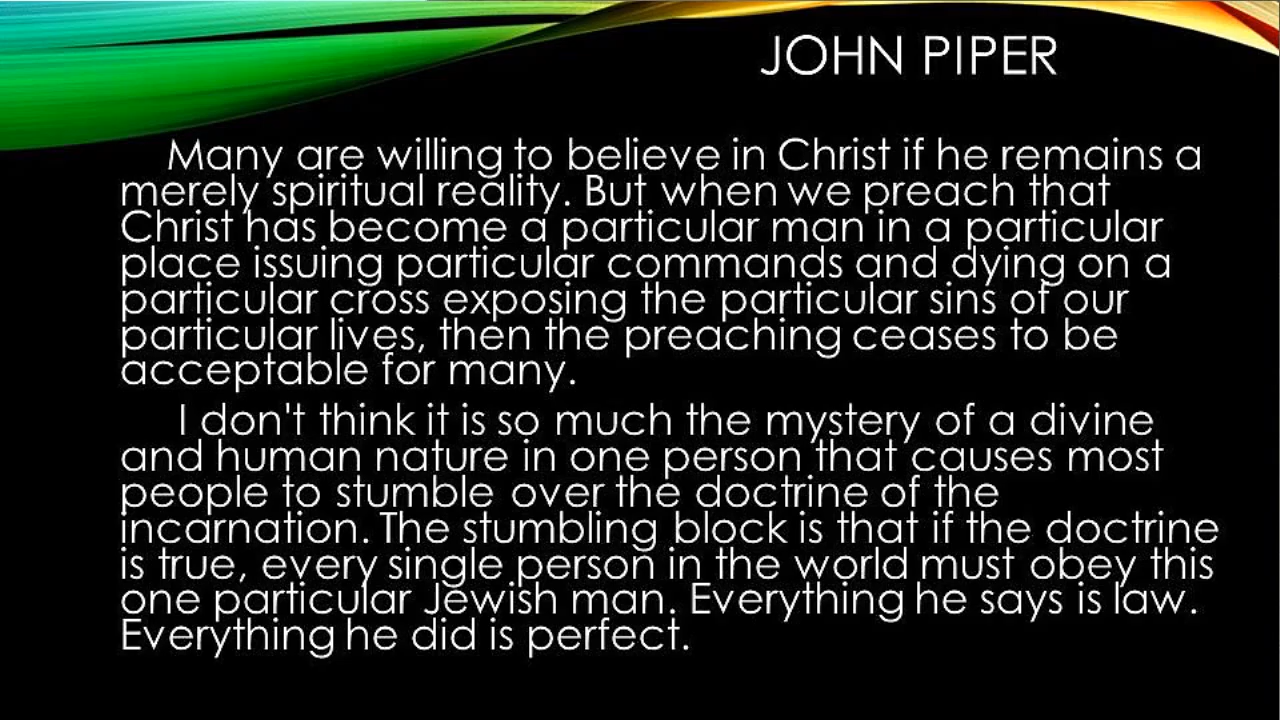 JOHN PIPER
Many are willing to believe in Christ if he remains a
merely spiritual reality. But when we preach that
Christ has become a particular man in a particular
place issuing particular commands and dying on a
particular cross exposing the particular sins of our
particular lives, then the preaching ceases to be
acceptable for many.
I don't think it is so much the mystery of a divine
and human nature in one person that causes most
people to stumble over the doctrine of the
incarnation. The stumbling block is that if the doctrine
is true, every single person in the world must obey this
one particular Jewish man. Everything he says is law.
Everything he did is perfect.